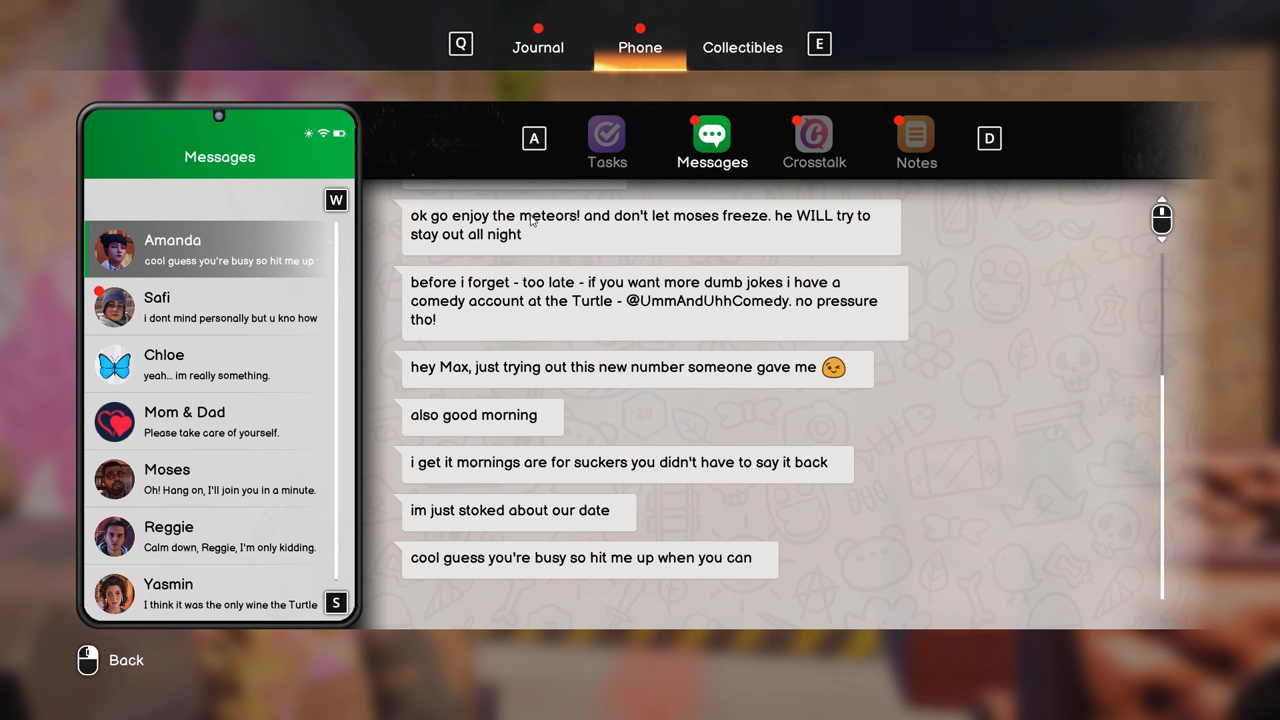 Q
Journal
Phone
Collectibles
E
Messages
W
Amanda
cool guess you're busy so hit me up
Safi
i dont mind personally but u kno how
Chloe
yeah... im really something.
Mom & Dad
Please take care of yourself.
Moses
Oh! Hang on, I'll join you in a minute.
Reggie
Calm down, Reggie, I'm only kidding.
Yasmin
I think it was the only wine the Turtle
S
A
Tasks
Messages
Crosstalk
Notes
D
ok go enjoy the meteors! and don't let moses freeze. he WILL try to
stay out all night
before i forget - too late - if you want more dumb jokes i have a
comedy account at the Turtle - @UmmAndUhhComedy. no pressure
tho!
hey Max, just trying out this new number someone gave me
also good morning
i get it mornings are for suckers you didn't have to say it back
im just stoked about our date
cool guess you're busy so hit me up when you can
Back